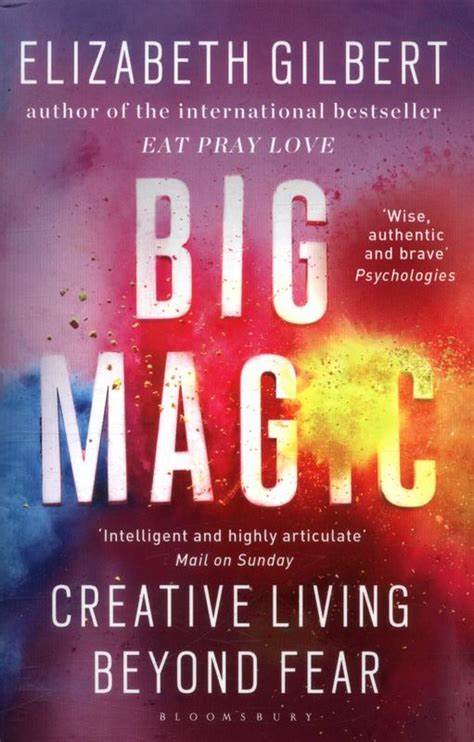 ELIZABETH GILBERT
author of the international bestseller
EAT PRAY LOVE
BIG
'Wise,
authentic
and brave'
Psychologies
MAGIC
'Intelligent and highly articulate'
Mail on Sunday
CREATIVE LIVING
BEYOND FEAR
BLOOMSBURY